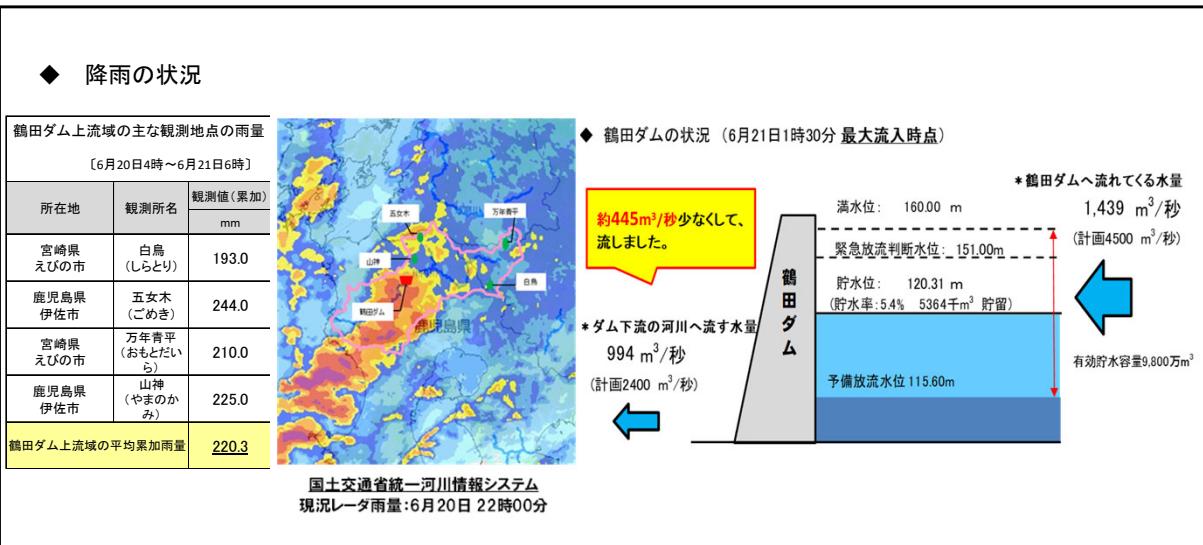 ◆ 降雨の状況
鶴田ダム上流域の主な観測地点の雨量
〔6月20日4時～6月21日6時〕
所在地
観測所名
観測値(累加)
mm
宮崎県
えびの市
白鳥
(しらとり)
193.0
鹿児島県
伊佐市
五女木
(ごめき)
244.0
宮崎県
えびの市
万年青平
(おもとだい
ら)
210.0
鹿児島県
伊佐市
山神
(やまのか
み)
225.0
鶴田ダム上流域の平均累加雨量
220.3
五女木
万年青平
山神
白鳥
鶴田ダム
鹿児島県
国土交通省統一河川情報システム
現況レーダ雨量:6月20日 22時00分
◆ 鶴田ダムの状況 (6月21日1時30分 最大流入時点)
約445m³/秒少なくして、
流しました。
*ダム下流の河川へ流す水量
994 m³/秒
(計画2400 m³/秒)
鶴田ダム
満水位: 160.00 m
緊急放流判断水位: 151.00m
貯水位: 120.31 m
(貯水率:5.4% 5364千m³ 貯留)
予備放流水位 115.60m
*鶴田ダムへ流れてくる水量
1,439 m³/秒
(計画4500 m³/秒)
有効貯水容量9,800万m³